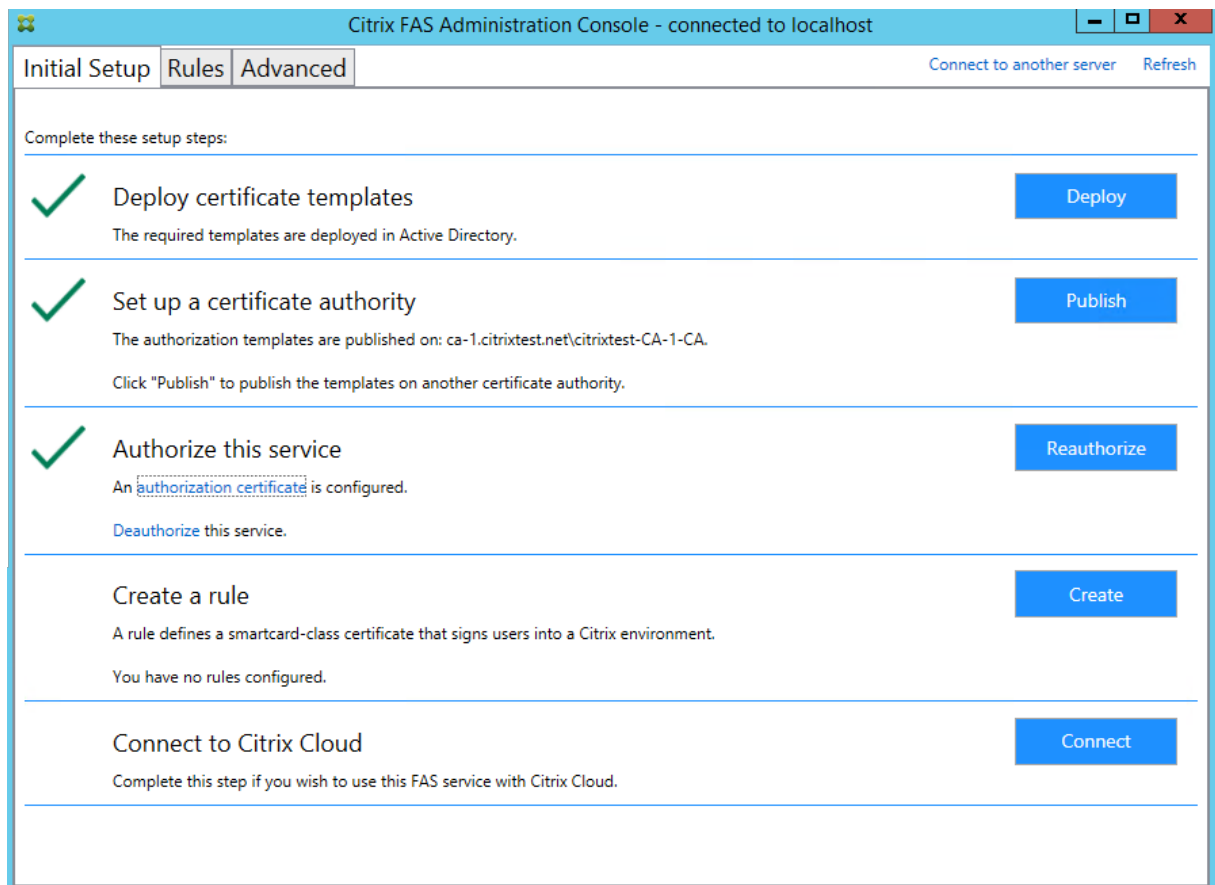 Citrix FAS Administration Console - connected to localhost
Initial Setup Rules Advanced Connect to another server Refresh
Complete these setup steps:
Deploy certificate templates
Deploy
The required templates are deployed in Active Directory.
Set up a certificate authority
Publish
The authorization templates are published on: ca-1.citrixtest.net\citrixtest-CA-1-CA.
Click "Publish" to publish the templates on another certificate authority.
Authorize this service
Reauthorize
An authorization certificate is configured.
Deauthorize this service.
Create a rule
Create
A rule defines a smartcard-class certificate that signs users into a Citrix environment.
You have no rules configured.
Connect to Citrix Cloud
Connect
Complete this step if you wish to use this FAS service with Citrix Cloud.